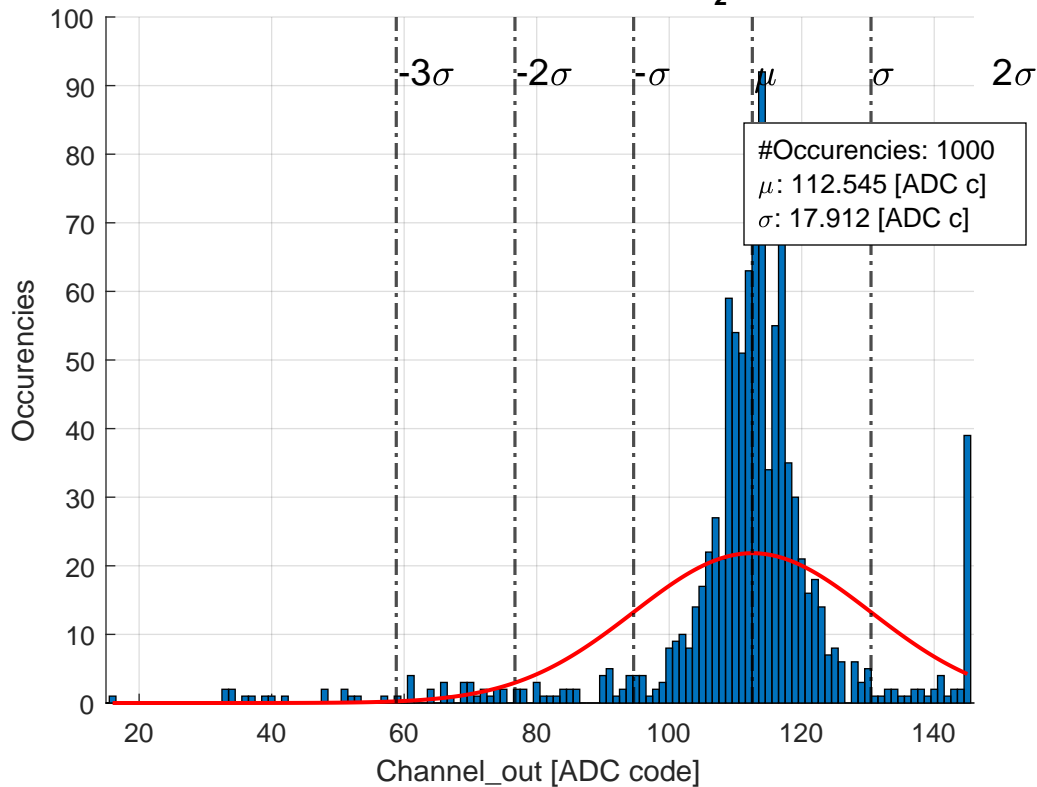 2
100
-3σ
-2σ
-σ
μ
σ
2σ
90
80
70
60
50
40
30
20
10
0
#Occurencies: 1000
μ: 112.545 [ADC c]
σ: 17.912 [ADC c]
Occurencies
20
40
60
80
100
120
140
Channel_out [ADC code]